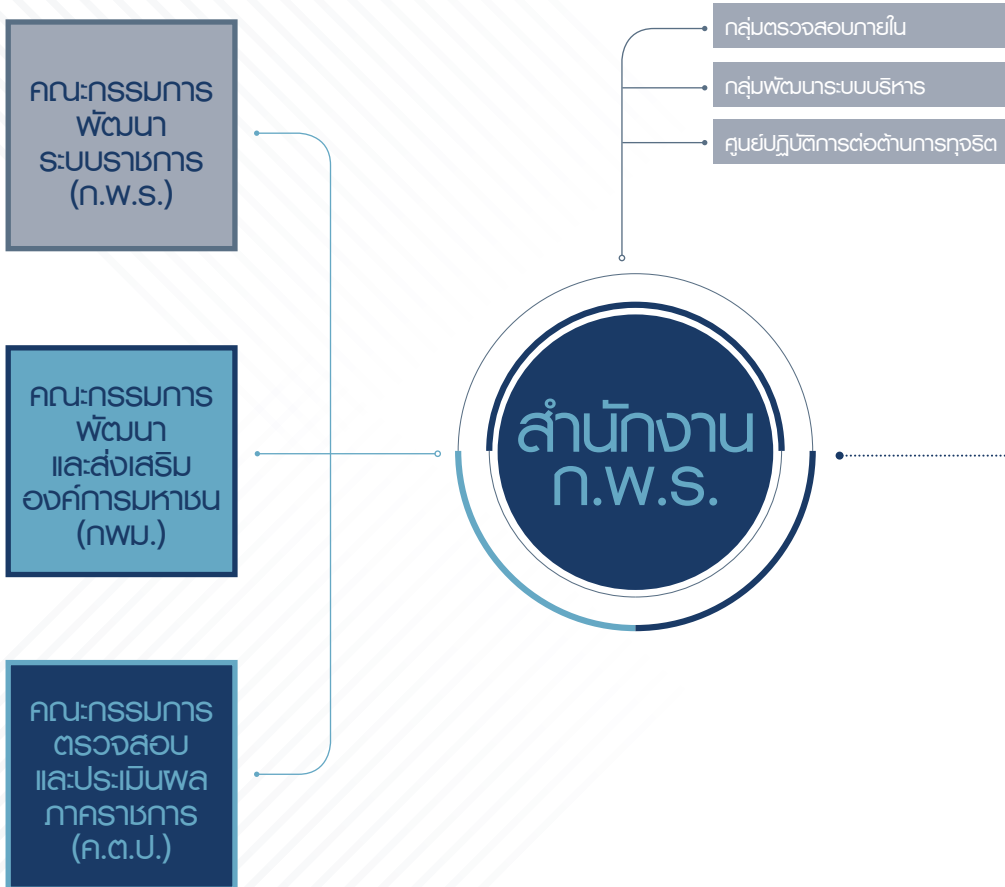 คณะกรรมการ
พัฒนา
ระบบราชการ
(ก.พ.ร.)
คณะกรรมการ
พัฒนา
และส่งเสริม
องค์การมหาชน
(กพม.)
คณะกรรมการ
ตรวจสอบ
และประเมินผล
ภาคราชการ
(ค.ต.ป.)
กลุ่มตรวจสอบภายใน
กลุ่มพัฒนาระบบบริหาร
ศูนย์ปฏิบัติการต่อต้านการทุจริต
สำนักงาน
ก.พ.ร.